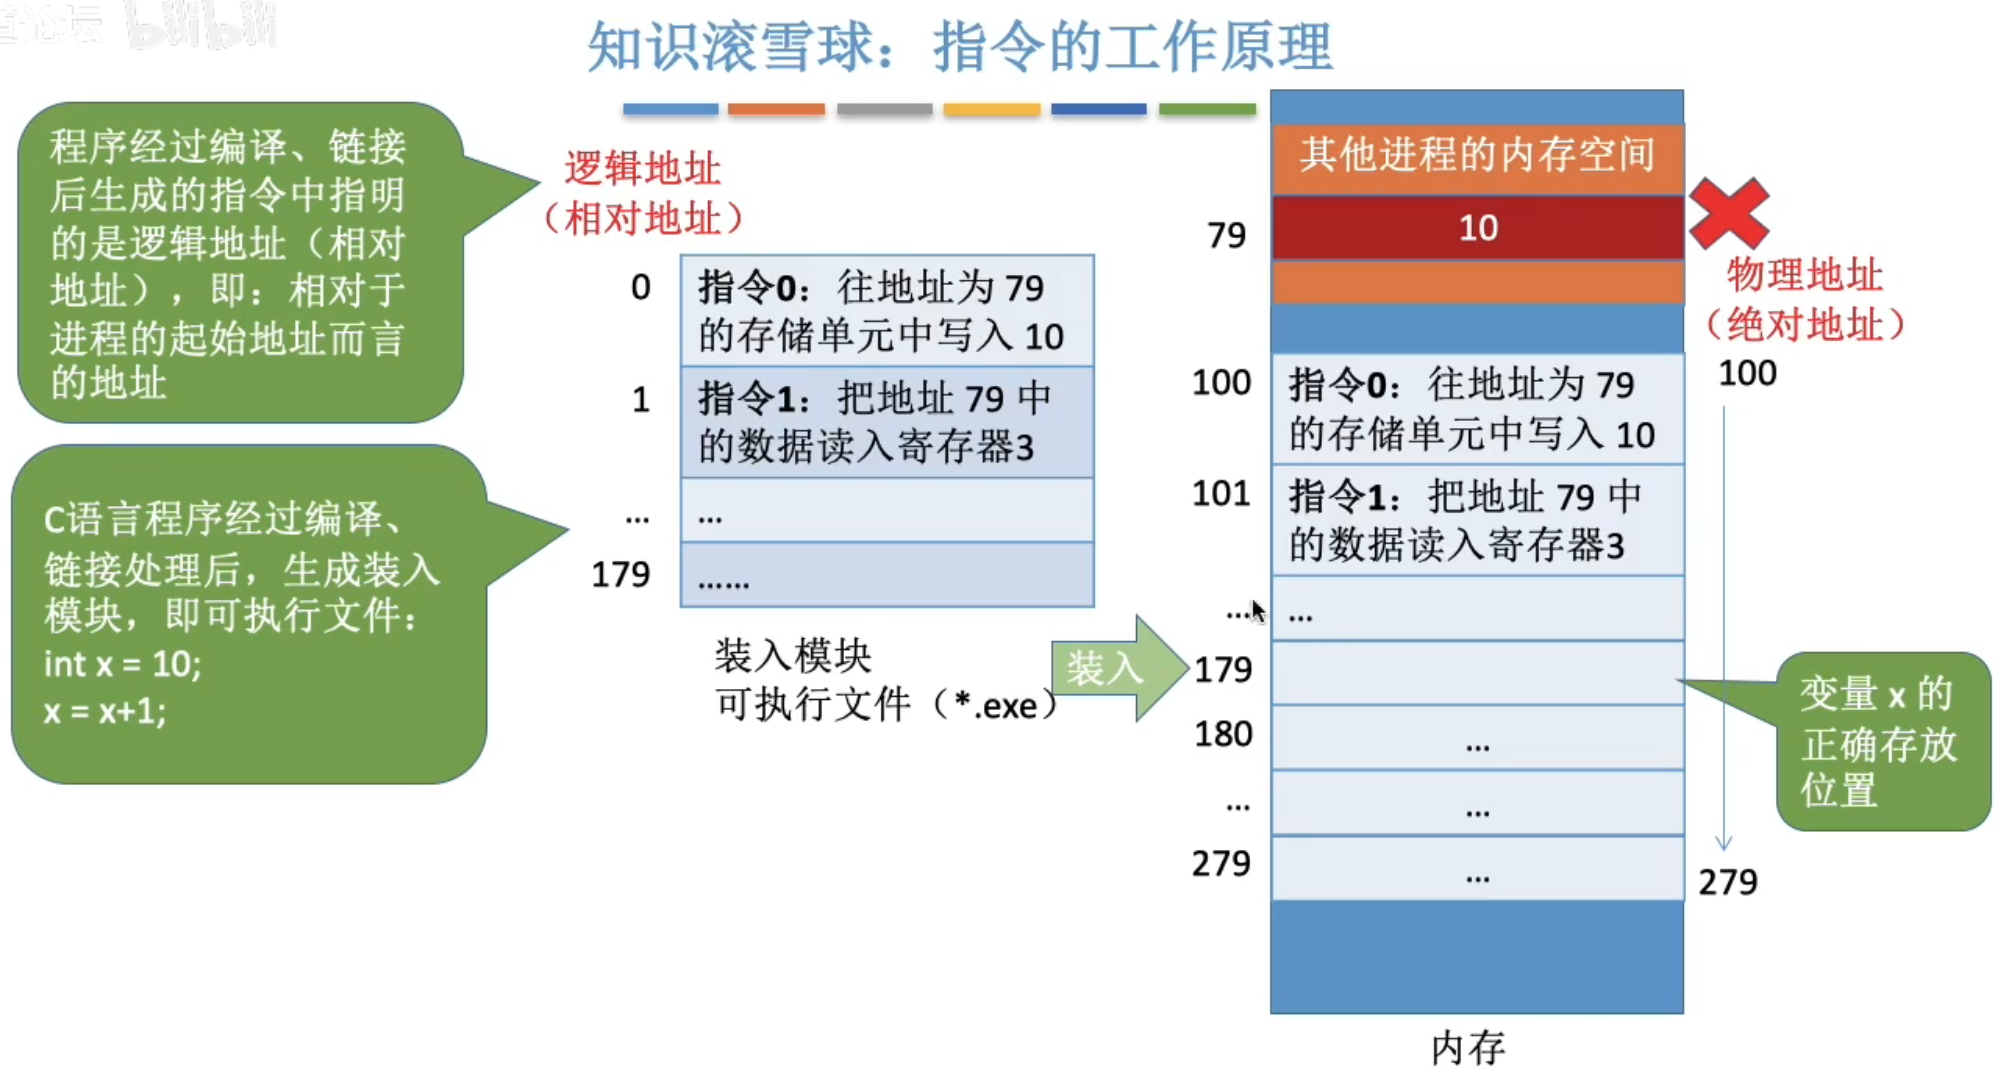 道论坛 bilibili
知识滚雪球：指令的工作原理
程序经过编译、链接
后生成的指令中指明
的是逻辑地址（相对
地址），即：相对于
进程的起始地址而言
的地址
C语言程序经过编译、
链接处理后，生成装入
模块，即可执行文件：
int x = 10;
x = x+1;
逻辑地址
（相对地址）
0
指令0：往地址为 79
的存储单元中写入 10
1
指令1：把地址 79 中
的数据读入寄存器3
...
...
179
......
装入模块
可执行文件（*.exe）
装入
其他进程的内存空间
79
10
物理地址
（绝对地址）
100
指令0：往地址为 79
的存储单元中写入 10
101
指令1：把地址 79 中
的数据读入寄存器3
...
...
179
180
...
...
...
279
...
内存
100
279
变量 x 的
正确存放
位置